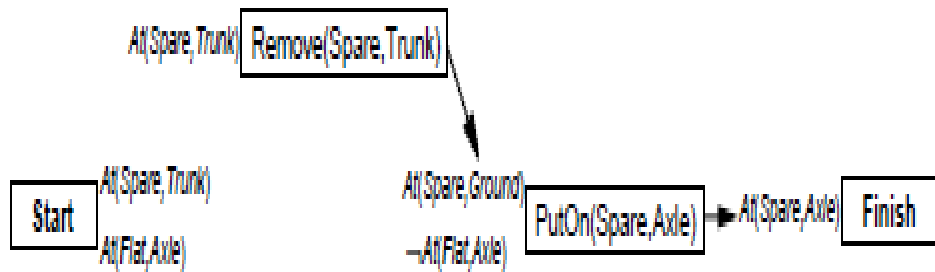 At(Spare,Trunk) Remove(Spare,Trunk)
Start
At(Spare,Trunk)
At(Flat,Axle)
At(Spare,Ground)
¬At(Flat,Axle)
PutOn(Spare,Axle)
At(Spare,Axle) Finish